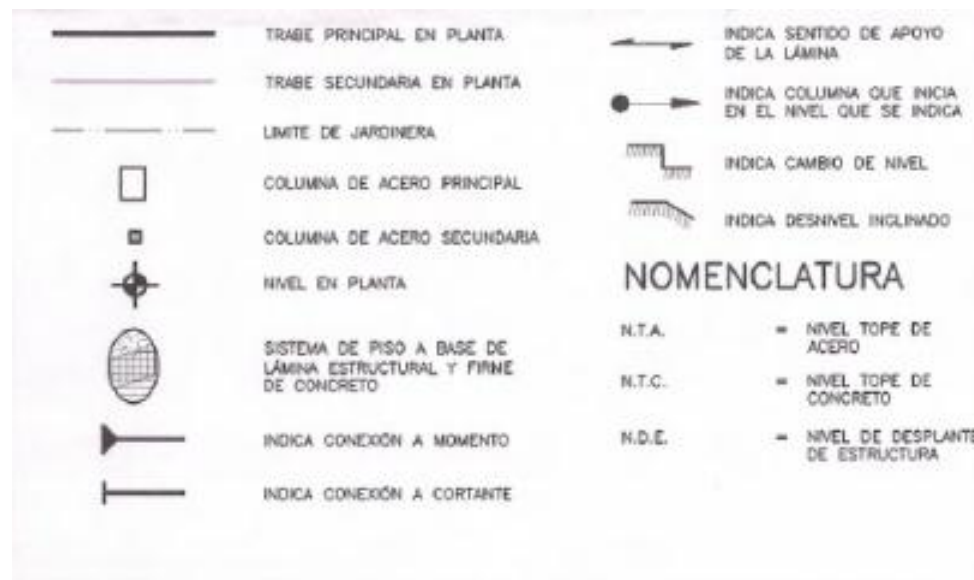 TRABE PRINCIPAL EN PLANTA
TRABE SECUNDARIA EN PLANTA
LIMITE DE JARDINERA
COLUMNA DE ACERO PRINCIPAL
COLUMNA DE ACERO SECUNDARIA
NIVEL EN PLANTA
SISTEMA DE PISO A BASE DE
LÁMINA ESTRUCTURAL Y FIRME
DE CONCRETO
INDICA CONEXIÓN A MOMENTO
INDICA CONEXIÓN A CORTANTE
INDICA SENTIDO DE APOYO
DE LA LÁMINA
INDICA COLUMNA QUE INICIA
EN EL NIVEL QUE SE INDICA
INDICA CAMBIO DE NIVEL
INDICA DESNIVEL INCLINADO
NOMENCLATURA
N.T.A. = NIVEL TOPE DE
ACERO
N.T.C. = NIVEL TOPE DE
CONCRETO
N.D.E. = NIVEL DE DESPLANTE
DE ESTRUCTURA